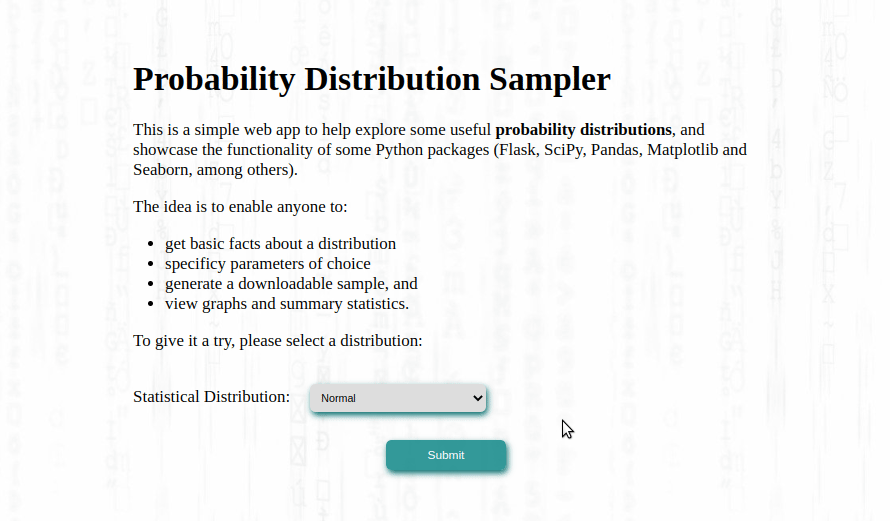 Probability Distribution Sampler
This is a simple web app to help explore some useful probability distributions, and
showcase the functionality of some Python packages (Flask, SciPy, Pandas, Matplotlib and
Seaborn, among others).
The idea is to enable anyone to:
• get basic facts about a distribution
• specificy parameters of choice
• generate a downloadable sample, and
• view graphs and summary statistics.
To give it a try, please select a distribution:
Statistical Distribution: Normal
Submit